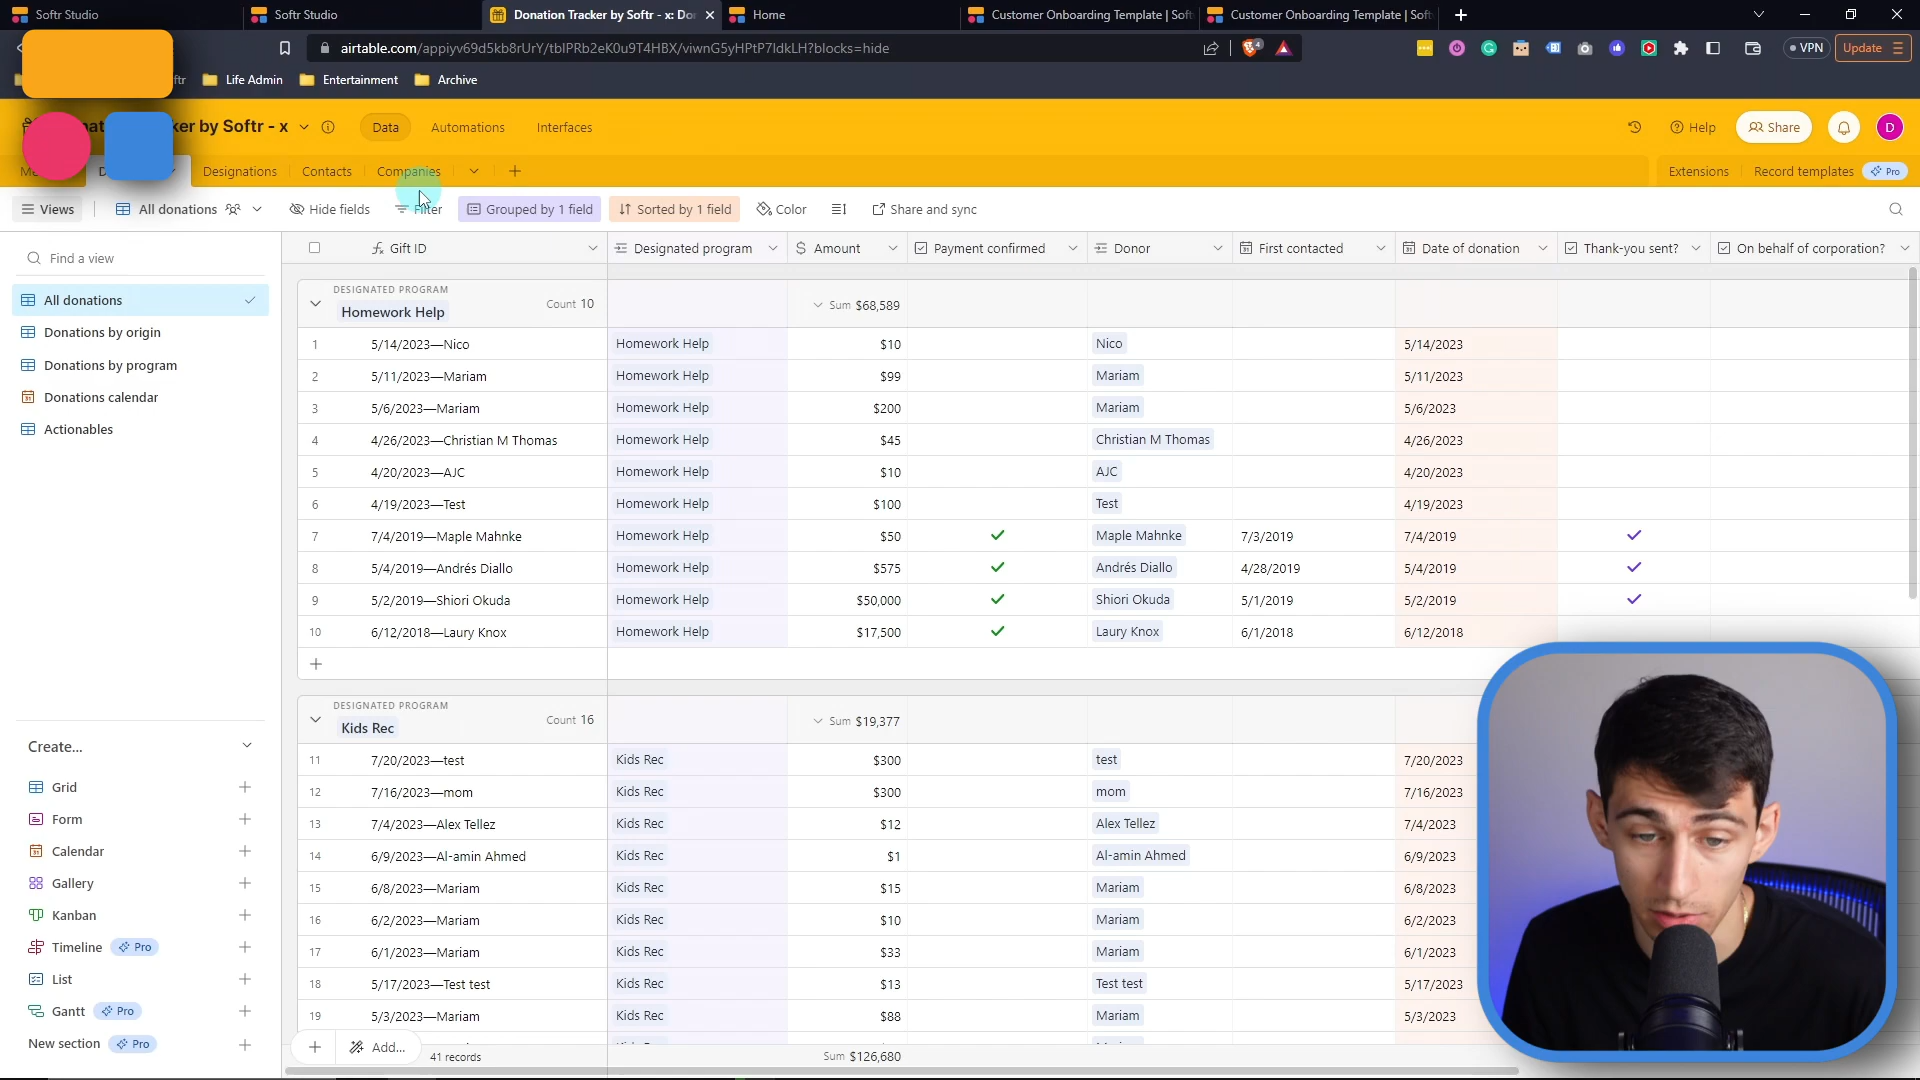 Softr Studio
Softr Studio
Donation Tracker by Softr - x: Do
Home
Customer Onboarding Template | Soft
Customer Onboarding Template | Soft
airtable.com/appiyv69d5kb8rUrY/tblPRb2eK0u9T4HBX/viwnG5yHPtP7IdkLH?blocks=hide
VPN
Update
Life Admin
Entertainment
Archive
ker by Softr - x
Data
Automations
Interfaces
Help
Share
D
Designations
Contacts
Companies
Extensions
Record templates
Pro
Views
All donations
Hide fields
Filter
Grouped by 1 field
Sorted by 1 field
Color
Share and sync
Find a view
Gift ID
Designated program
Amount
Payment confirmed
Donor
First contacted
Date of donation
Thank-you sent?
On behalf of corporation?
All donations
Donations by origin
Donations by program
Donations calendar
Actionables
DESIGNATED PROGRAM
Homework Help
Count 10
Sum $68,589
1 5/14/2023—Nico Homework Help $10 Nico 5/14/2023
2 5/11/2023—Mariam Homework Help $99 Mariam 5/11/2023
3 5/6/2023—Mariam Homework Help $200 Mariam 5/6/2023
4 4/26/2023—Christian M Thomas Homework Help $45 Christian M Thomas 4/26/2023
5 4/20/2023—AJC Homework Help $10 AJC 4/20/2023
6 4/19/2023—Test Homework Help $100 Test 4/19/2023
7 7/4/2019—Maple Mahnke Homework Help $50 Maple Mahnke 7/3/2019 7/4/2019
8 5/4/2019—Andrés Diallo Homework Help $575 Andrés Diallo 4/28/2019 5/4/2019
9 5/2/2019—Shiori Okuda Homework Help $50,000 Shiori Okuda 5/1/2019 5/2/2019
10 6/12/2018—Laury Knox Homework Help $17,500 Laury Knox 6/1/2018 6/12/2018
DESIGNATED PROGRAM
Kids Rec
Count 16
Sum $19,377
11 7/20/2023—test Kids Rec $300 test 7/20/2023
12 7/16/2023—mom Kids Rec $300 mom 7/16/2023
13 7/4/2023—Alex Tellez Kids Rec $12 Alex Tellez 7/4/2023
14 6/9/2023—Al-amin Ahmed Kids Rec $1 Al-amin Ahmed 6/9/2023
15 6/8/2023—Mariam Kids Rec $15 Mariam 6/8/2023
16 6/2/2023—Mariam Kids Rec $10 Mariam 6/2/2023
17 6/1/2023—Mariam Kids Rec $33 Mariam 6/1/2023
18 5/17/2023—Test test Kids Rec $13 Test test 5/17/2023
19 5/3/2023—Mariam Kids Rec $88 Mariam 5/3/2023
Add...
41 records
Sum $126,680
Create...
Grid
Form
Calendar
Gallery
Kanban
Timeline Pro
List
Gantt Pro
New section Pro